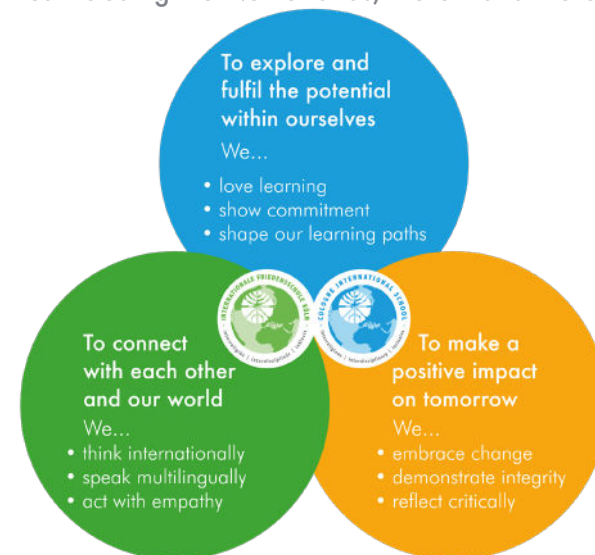 To explore and
fulfil the potential
within ourselves
We...
• love learning
• show commitment
• shape our learning paths
INTERNATIONALE FRIEDENSSCHULE KÖLN
COLOGNE INTERNATIONAL SCHOOL
To connect
with each other
and our world
We...
• think internationally
• speak multilingually
• act with empathy
To make a
positive impact
on tomorrow
We...
• embrace change
• demonstrate integrity
• reflect critically